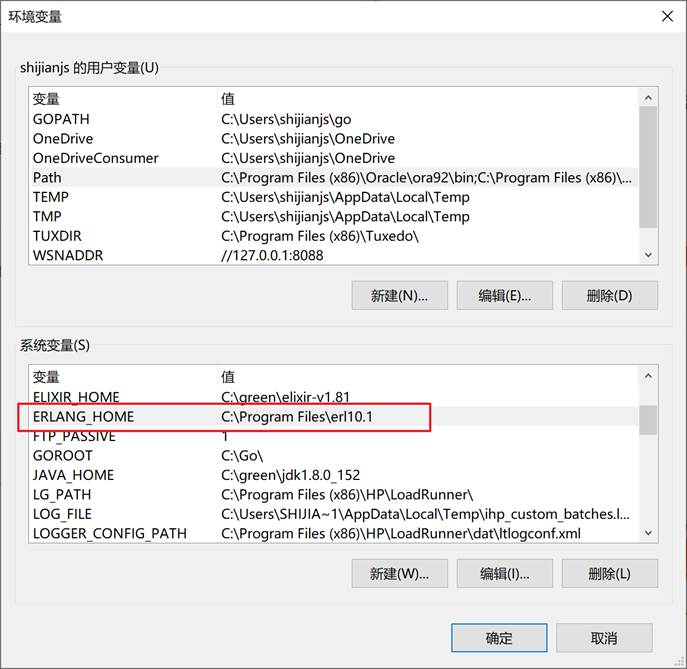 环境变量
shijianjs 的用户变量(U)
变量 值
GOPATH C:\Users\shijianjs\go
OneDrive C:\Users\shijianjs\OneDrive
OneDriveConsumer C:\Users\shijianjs\OneDrive
Path C:\Program Files (x86)\Oracle\ora92\bin;C:\Program Files (x86)\...
TEMP C:\Users\shijianjs\AppData\Local\Temp
TMP C:\Users\shijianjs\AppData\Local\Temp
TUXDIR C:\Program Files (x86)\Tuxedo\
WSNADDR //127.0.0.1:8088
新建(N)... 编辑(E)... 删除(D)
系统变量(S)
变量 值
ELIXIR_HOME C:\green\elixir-v1.81
ERLANG_HOME C:\Program Files\erl10.1
FTP_PASSIVE 1
GOROOT C:\Go\
JAVA_HOME C:\green\jdk1.8.0_152
LG_PATH C:\Program Files (x86)\HP\LoadRunner\
LOG_FILE C:\Users\SHIJIA~1\AppData\Local\Temp\ihp_custom_batches.l...
LOGGER_CONFIG_PATH C:\Program Files (x86)\HP\LoadRunner\dat\ltlogconf.xml
新建(W)... 编辑(I)... 删除(L)
确定 取消